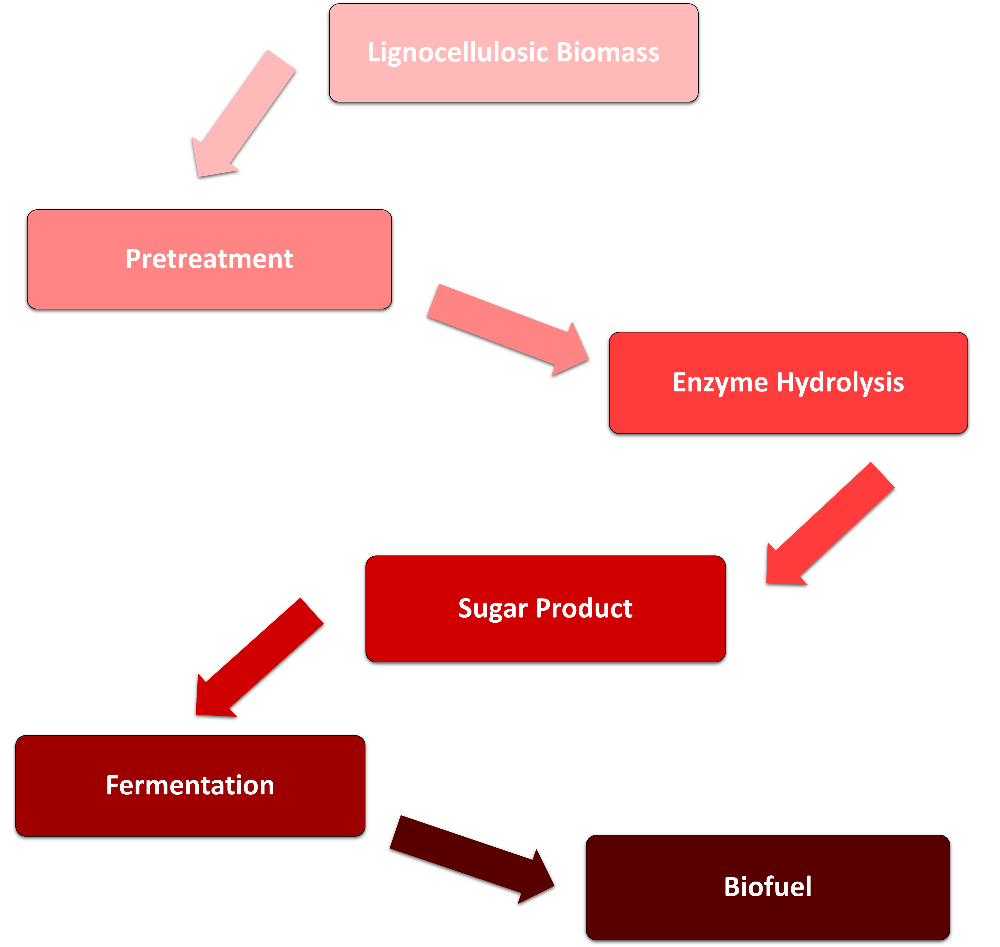 Lignocellulosic Biomass
Pretreatment
Enzyme Hydrolysis
Sugar Product
Fermentation
Biofuel